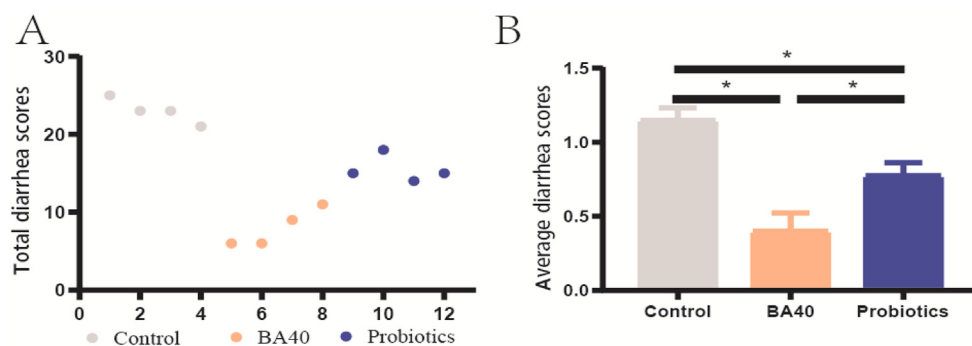 A
Total diarrhea scores
30
20
10
0
0 2 4 6 8 10 12
Control BA40 Probiotics
B
Average diarrhea scores
1.5
1.0
0.5
0.0
*
* *
Control BA40 Probiotics